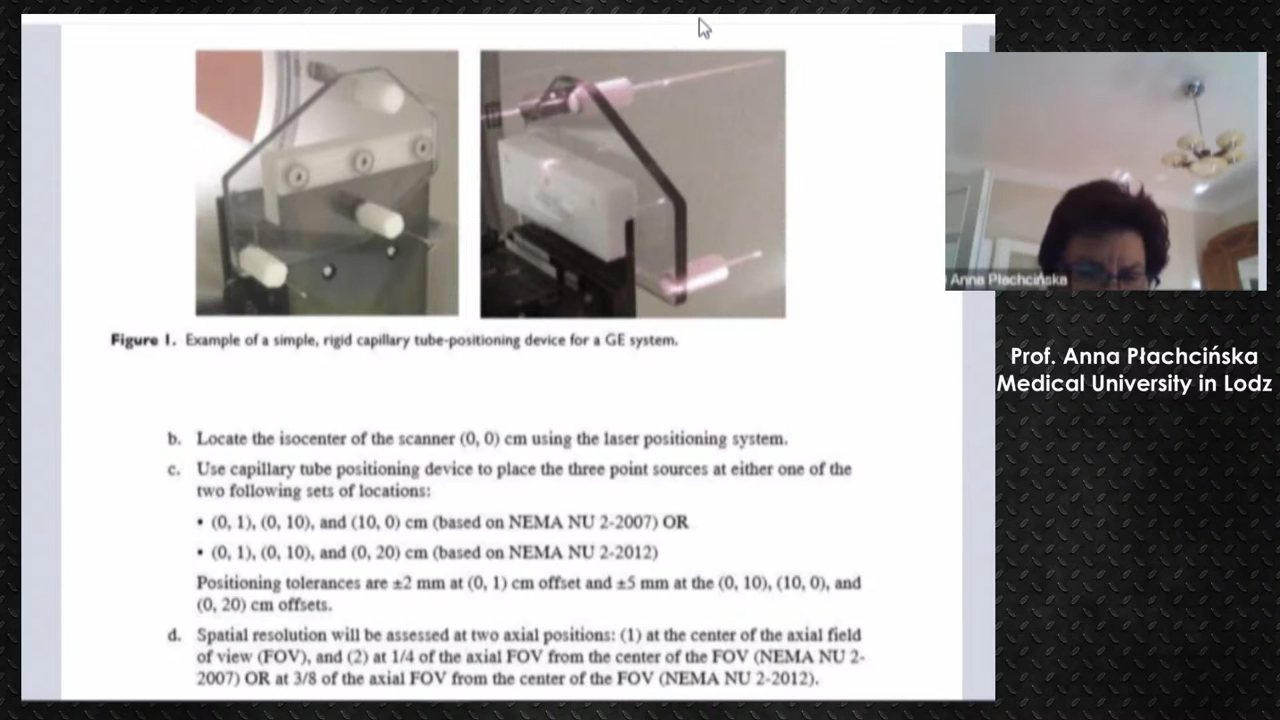 Figure 1. Example of a simple, rigid capillary tube-positioning device for a GE system.
b. Locate the isocenter of the scanner (0, 0) cm using the laser positioning system.
c. Use capillary tube positioning device to place the three point sources at either one of the
two following sets of locations:
• (0, 1), (0, 10), and (10, 0) cm (based on NEMA NU 2-2007) OR
• (0, 1), (0, 10), and (0, 20) cm (based on NEMA NU 2-2012)
Positioning tolerances are ±2 mm at (0, 1) cm offset and ±5 mm at the (0, 10), (10, 0), and
(0, 20) cm offsets.
d. Spatial resolution will be assessed at two axial positions: (1) at the center of the axial field
of view (FOV), and (2) at 1/4 of the axial FOV from the center of the FOV (NEMA NU 2-
2007) OR at 3/8 of the axial FOV from the center of the FOV (NEMA NU 2-2012).
Anna Płachcińska
Prof. Anna Płachcińska
Medical University in Lodz